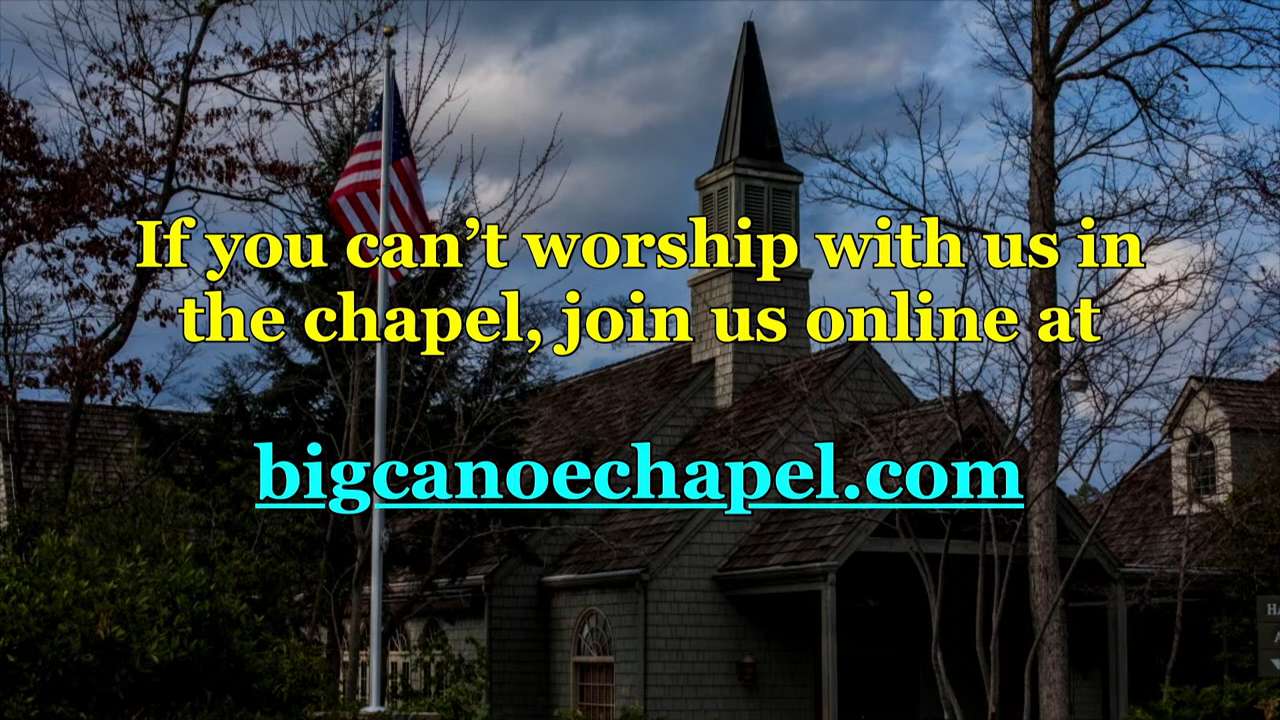 If you can’t worship with us in
the chapel, join us online at
bigcanoechapel.com